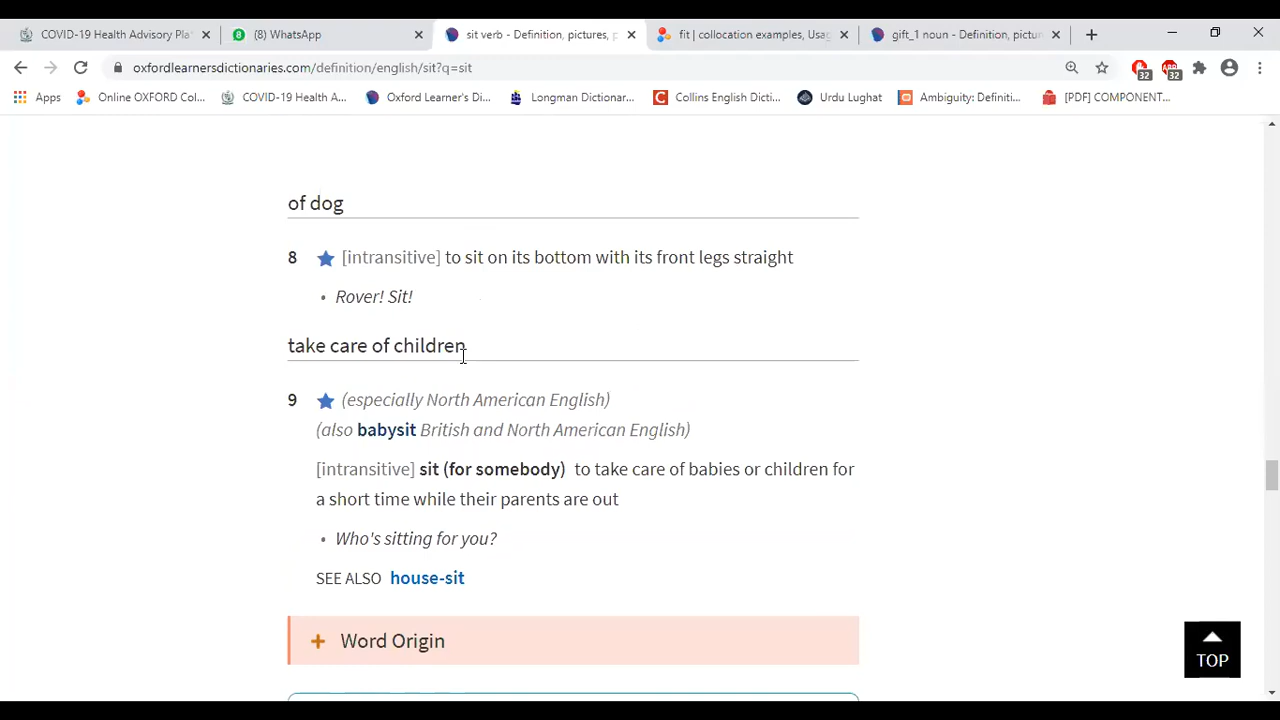 COVID-19 Health Advisory Pla
(8) WhatsApp
sit verb - Definition, pictures, p
fit | collocation examples, Usag
gift_1 noun - Definition, pictur
oxfordlearnersdictionaries.com/definition/english/sit?q=sit
32
32
Apps
Online OXFORD Col...
COVID-19 Health A...
Oxford Learner's Di...
Longman Dictionar...
Collins English Dicti...
Urdu Lughat
Ambiguity: Definiti...
[PDF] COMPONENT...
of dog
8 [intransitive] to sit on its bottom with its front legs straight
• Rover! Sit!
take care of children
9 (especially North American English)
(also babysit British and North American English)
[intransitive] sit (for somebody) to take care of babies or children for
a short time while their parents are out
• Who's sitting for you?
SEE ALSO house-sit
+ Word Origin
TOP